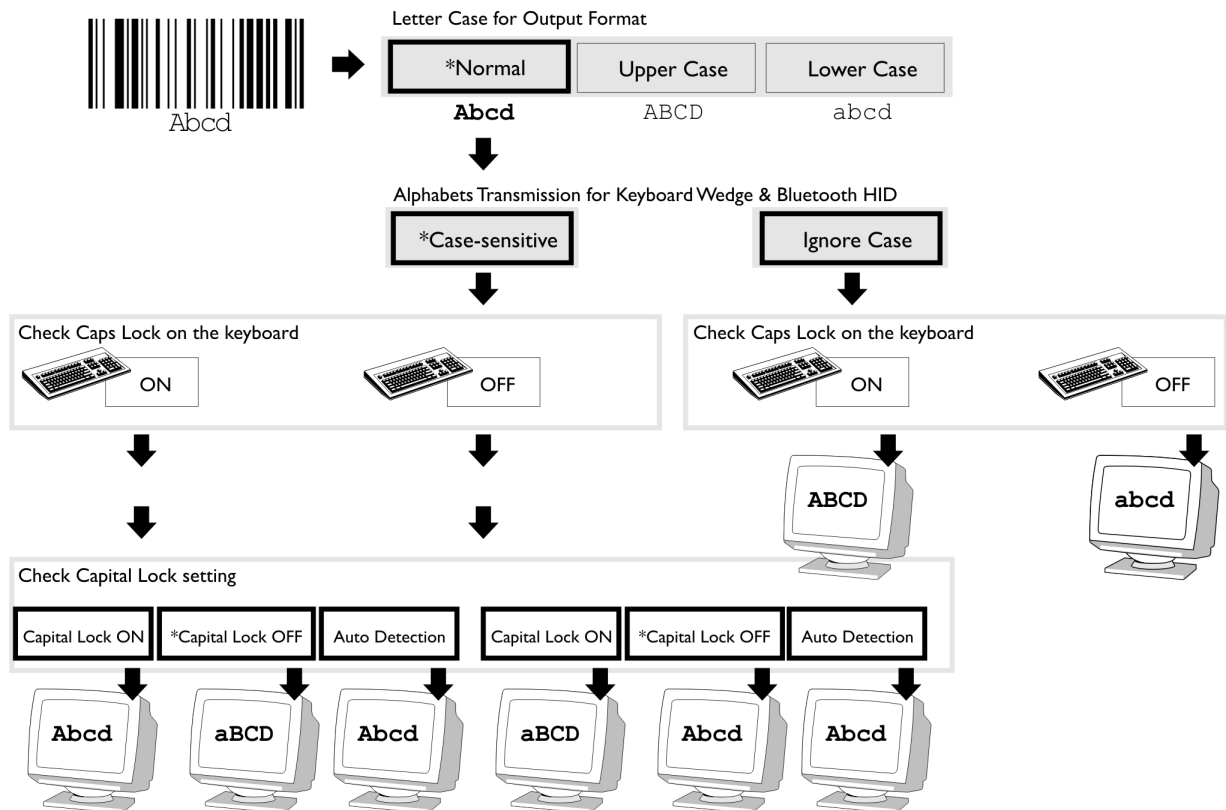 Letter Case for Output Format
*Normal Upper Case Lower Case
Abcd
Abcd ABCD abcd
Alphabets Transmission for Keyboard Wedge & Bluetooth HID
*Case-sensitive Ignore Case
Check Caps Lock on the keyboard
ON OFF
Check Caps Lock on the keyboard
ON OFF
ABCD abcd
Check Capital Lock setting
Capital Lock ON *Capital Lock OFF Auto Detection Capital Lock ON *Capital Lock OFF Auto Detection
Abcd aBCD Abcd aBCD Abcd Abcd